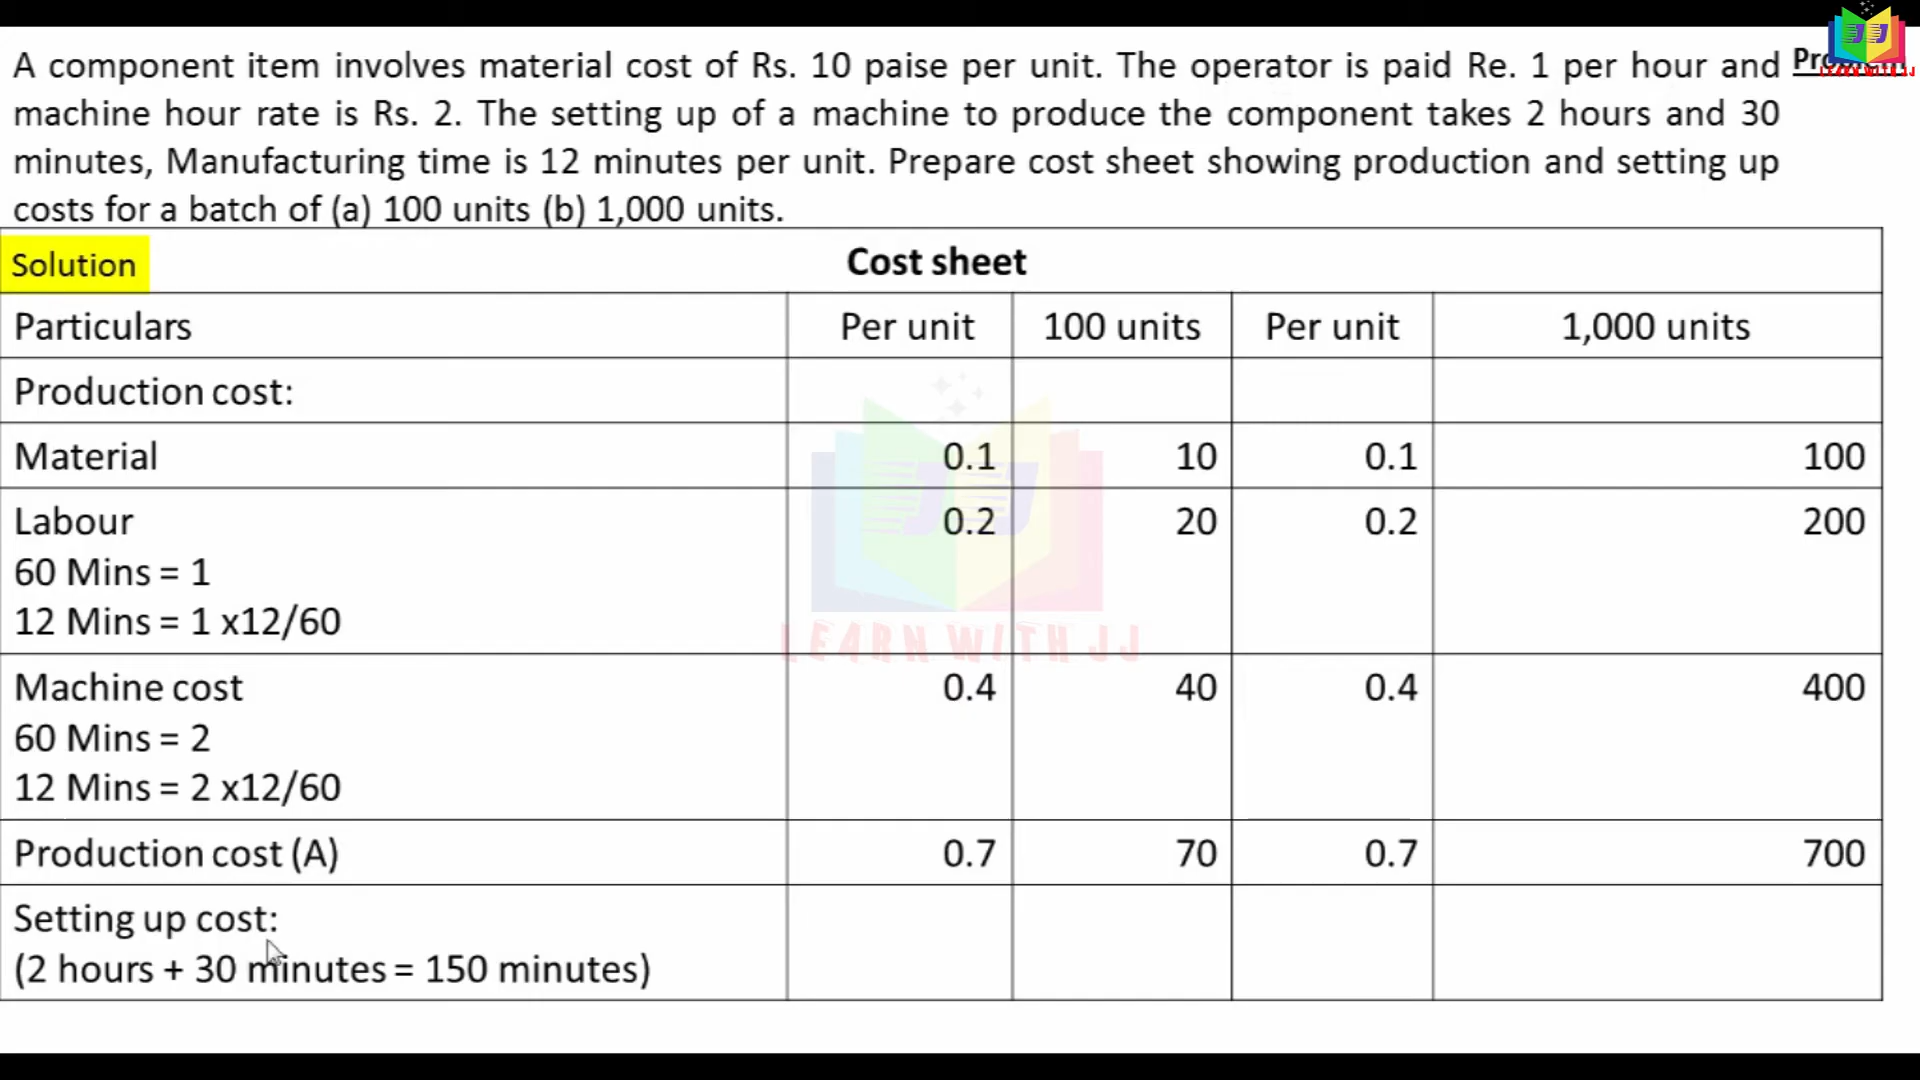 A component item involves material cost of Rs. 10 paise per unit. The operator is paid Re. 1 per hour and
machine hour rate is Rs. 2. The setting up of a machine to produce the component takes 2 hours and 30
minutes, Manufacturing time is 12 minutes per unit. Prepare cost sheet showing production and setting up
costs for a batch of (a) 100 units (b) 1,000 units.
LEARN WITH JJ
Solution
Cost sheet
Particulars Per unit 100 units Per unit 1,000 units
Production cost:
Material 0.1 10 0.1 100
Labour 0.2 20 0.2 200
60 Mins = 1
12 Mins = 1 x12/60
LE4RN WITH JJ
Machine cost 0.4 40 0.4 400
60 Mins = 2
12 Mins = 2 x12/60
Production cost (A) 0.7 70 0.7 700
Setting up cost:
(2 hours + 30 minutes = 150 minutes)